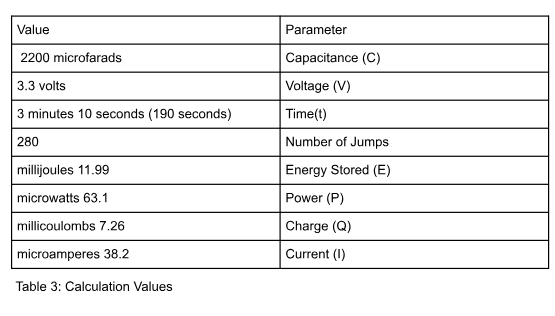 Value Parameter
2200 microfarads Capacitance (C)
3.3 volts Voltage (V)
3 minutes 10 seconds (190 seconds) Time(t)
280 Number of Jumps
millijoules 11.99 Energy Stored (E)
microwatts 63.1 Power (P)
millicoulombs 7.26 Charge (Q)
microamperes 38.2 Current (I)
Table 3: Calculation Values